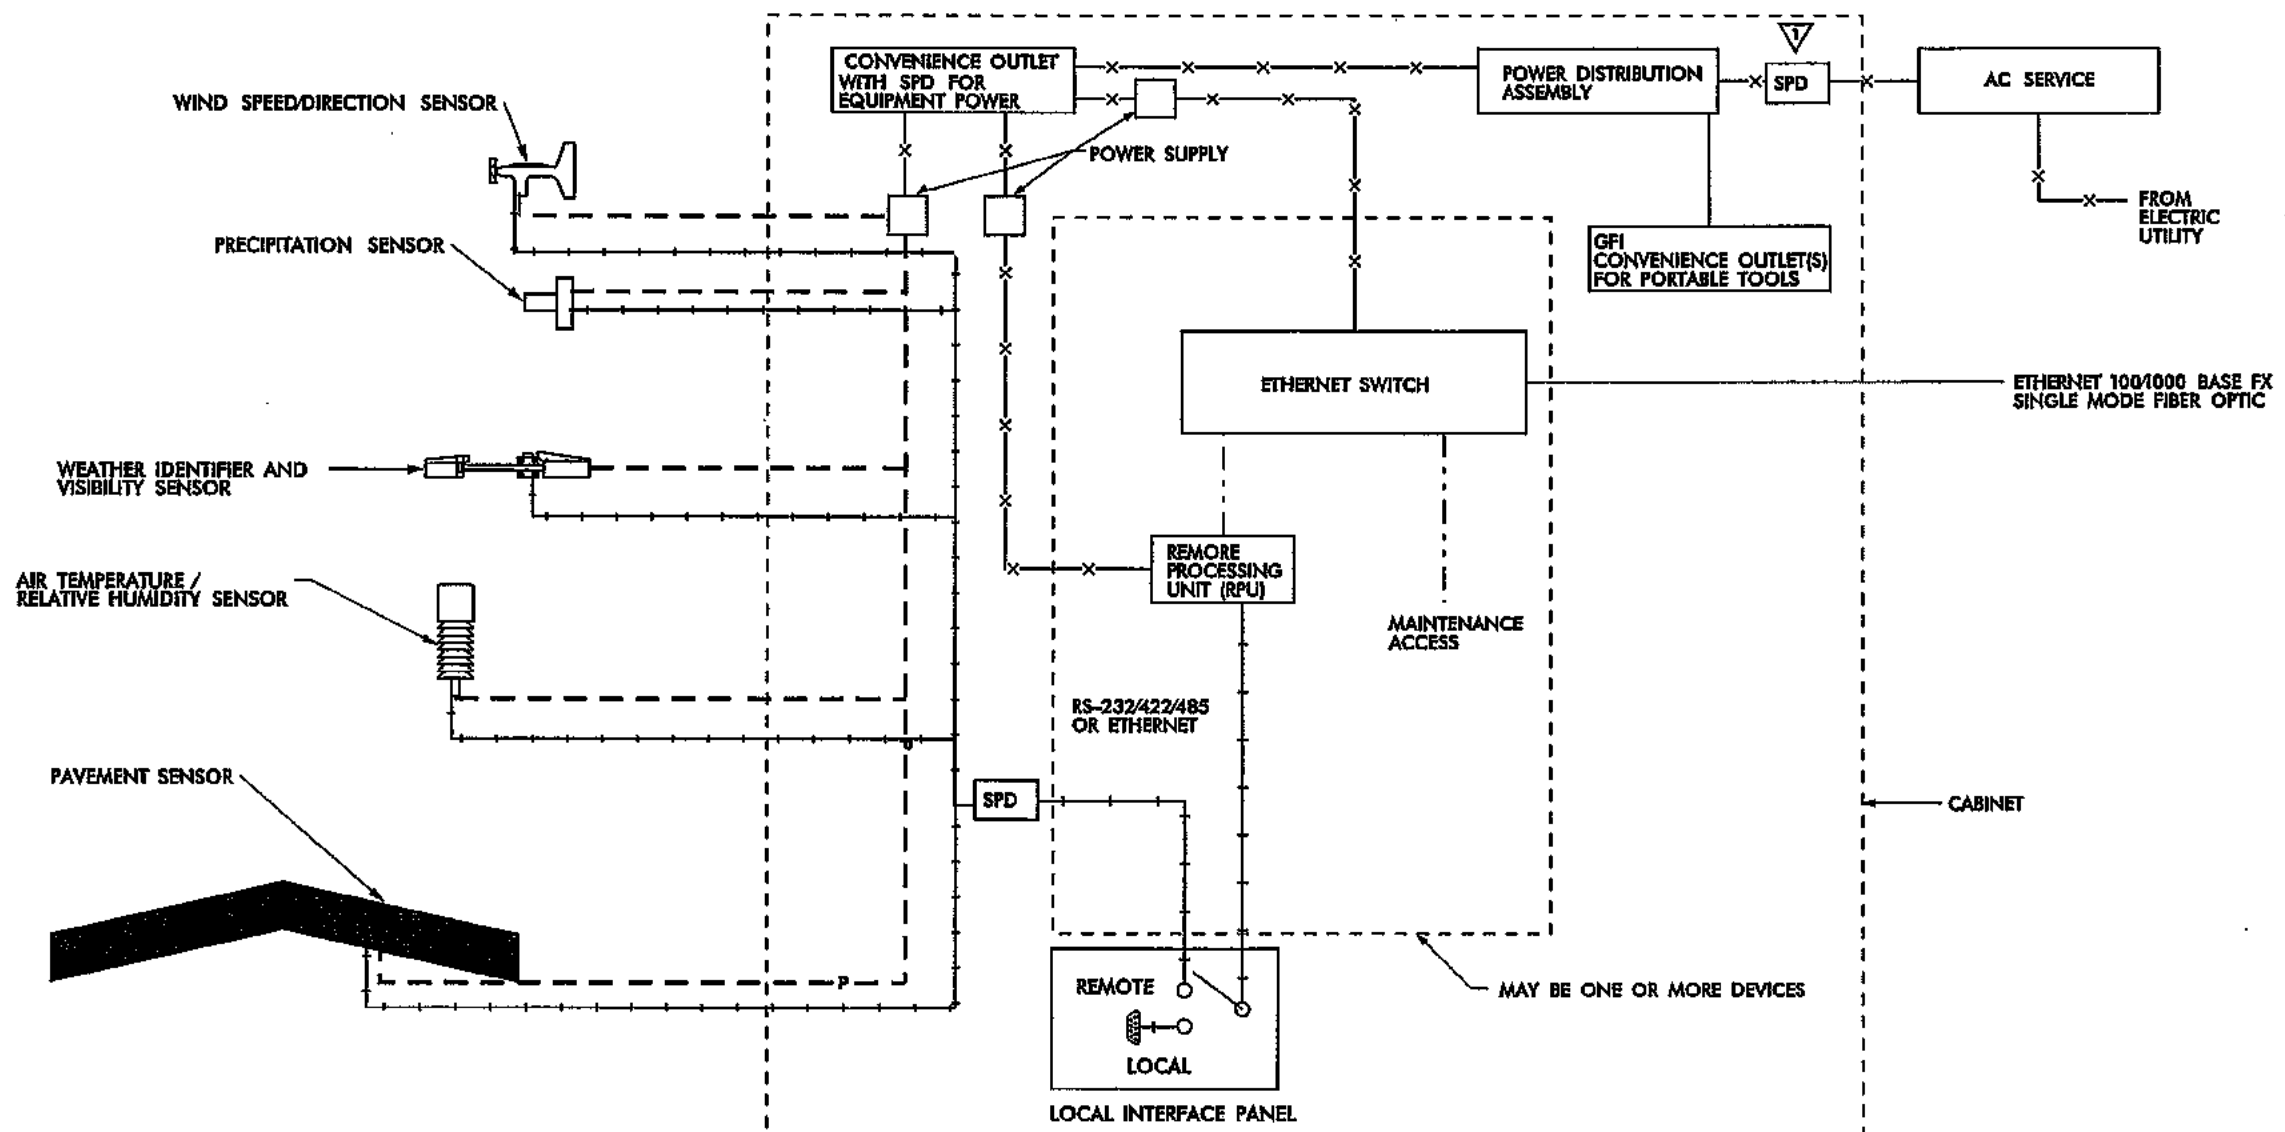 1
CONVENIENCE OUTLET
WITH SPD FOR
EQUIPMENT POWER
POWER DISTRIBUTION
ASSEMBLY
SPD
AC SERVICE
WIND SPEED/DIRECTION SENSOR
POWER SUPPLY
FROM
ELECTRIC
UTILITY
PRECIPITATION SENSOR
GFI
CONVENIENCE OUTLET(S)
FOR PORTABLE TOOLS
ETHERNET SWITCH
ETHERNET 100/1000 BASE FX
SINGLE MODE FIBER OPTIC
WEATHER IDENTIFIER AND
VISIBILITY SENSOR
REMORE
PROCESSING
UNIT (RPU)
AIR TEMPERATURE /
RELATIVE HUMIDITY SENSOR
MAINTENANCE
ACCESS
RS-232/422/485
OR ETHERNET
PAVEMENT SENSOR
SPD
CABINET
P
REMOTE
MAY BE ONE OR MORE DEVICES
LOCAL
LOCAL INTERFACE PANEL